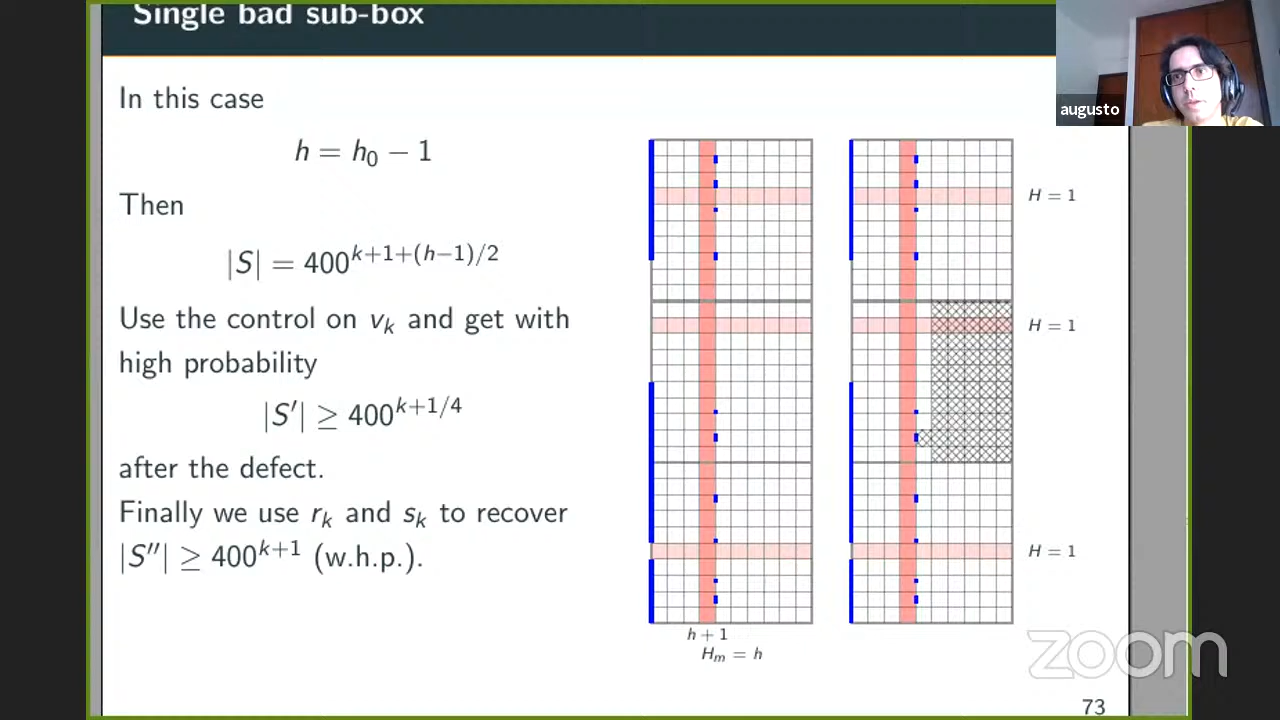 Single bad sub-box
augusto
In this case
h = h₀ − 1
Then
|S| = 400^{k+1+(h−1)/2}
Use the control on v_k and get with
high probability
|S′| ≥ 400^{k+1/4}
after the defect.
Finally we use r_k and s_k to recover
|S″| ≥ 400^{k+1} (w.h.p.).
H = 1
H = 1
H = 1
h + 1
H_m = h
zoom
73